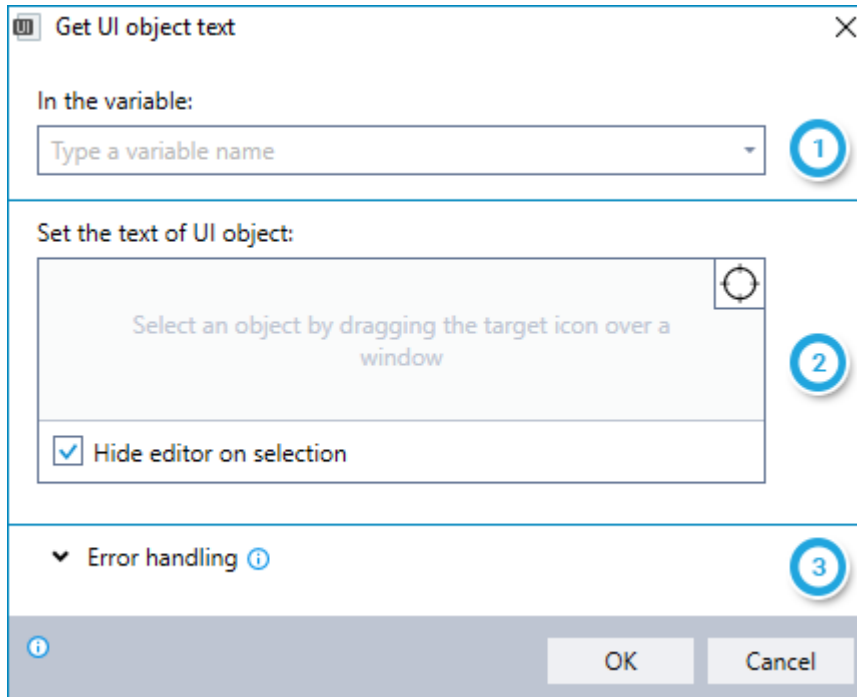 UI Get UI object text
In the variable:
Type a variable name
1
Set the text of UI object:
Select an object by dragging the target icon over a
window
2
Hide editor on selection
Error handling
3
OK Cancel